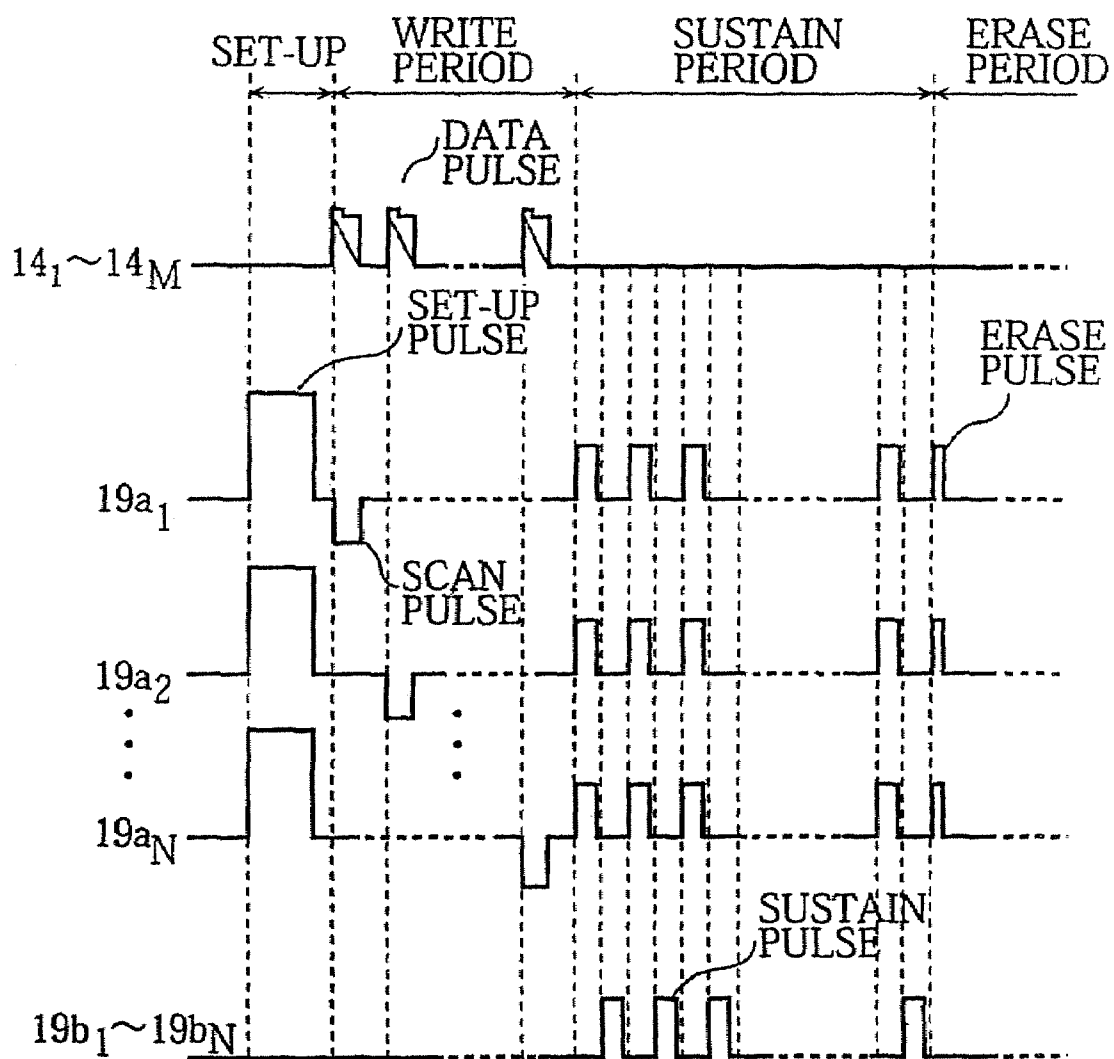 SET-UP
WRITE
PERIOD
SUSTAIN
PERIOD
ERASE
PERIOD
DATA
PULSE
14₁~14M
SET-UP
PULSE
ERASE
PULSE
19a₁
SCAN
PULSE
19a₂
19aN
SUSTAIN
PULSE
19b₁~19bN